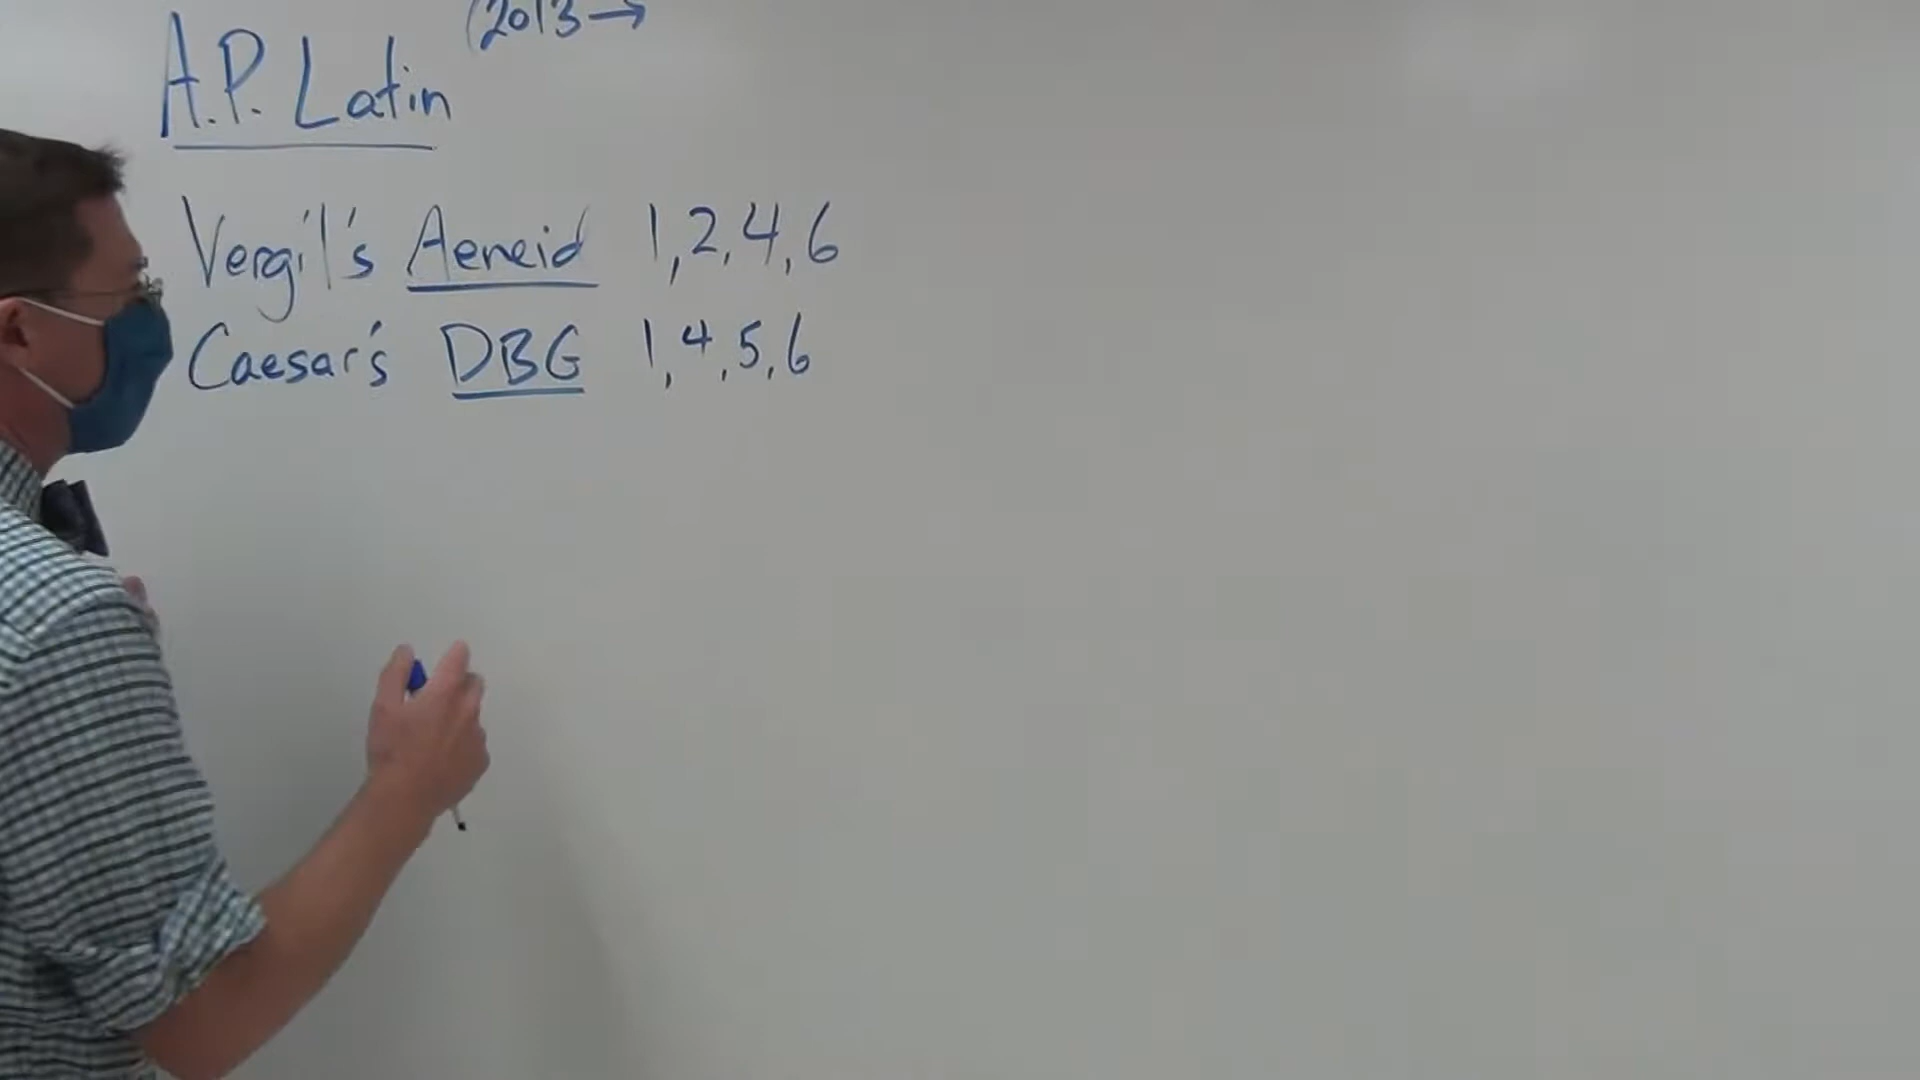 (2013→
A.P. Latin
Vergil's Aeneid 1,2,4,6
Caesar's DBG 1,4,5,6